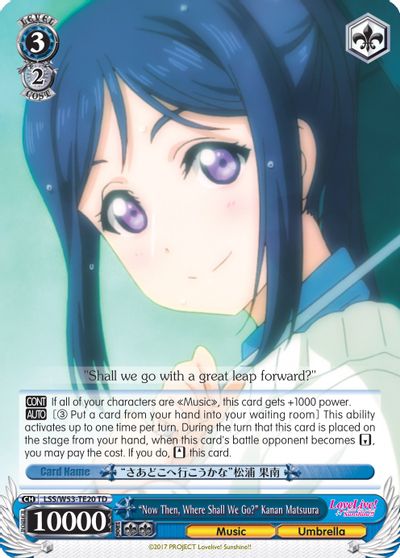 LEVEL
3
2
COST
"Shall we go with a great leap forward?"
CONT If all of your characters are «Music», this card gets +1000 power.
AUTO [③ Put a card from your hand into your waiting room] This ability
activates up to one time per turn. During the turn that this card is placed on
the stage from your hand, when this card's battle opponent becomes
you may pay the cost. If you do,
Card Name
“さあどこへ行こうかな”松浦 果南
CH
LSS/W53-TE20 TD
“Now Then, Where Shall We Go?” Kanan Matsuura
LoveLive!
Sunshine!!
POWER
10000
Music
Umbrella
©2017 PROJECT Lovelive! Sunshine!!